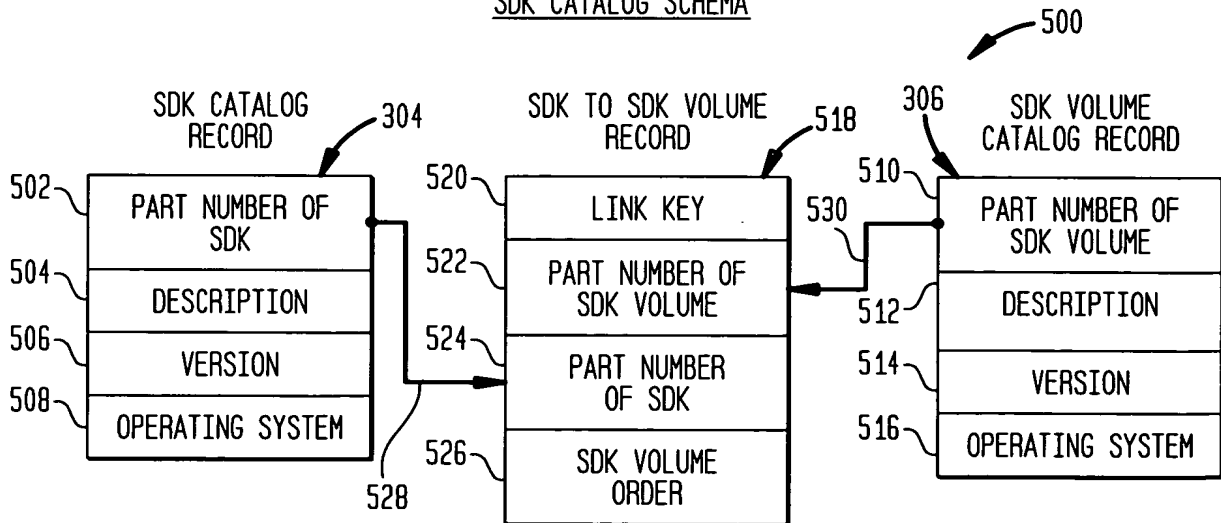 SDK CATALOG SCHEMA
500
SDK CATALOG
RECORD
304
502
PART NUMBER OF
SDK
504
DESCRIPTION
506
VERSION
508
OPERATING SYSTEM
528
SDK TO SDK VOLUME
RECORD
518
520
LINK KEY
522
PART NUMBER OF
SDK VOLUME
524
PART NUMBER
OF SDK
526
SDK VOLUME
ORDER
530
306
SDK VOLUME
CATALOG RECORD
510
PART NUMBER OF
SDK VOLUME
512
DESCRIPTION
514
VERSION
516
OPERATING SYSTEM